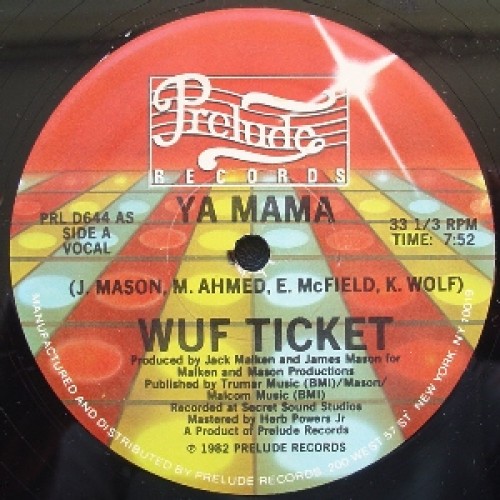 Prelude
RECORDS
YA MAMA
PRL D644 AS
SIDE A
VOCAL
33 1/3 RPM
TIME: 7:52
(J. MASON, M. AHMED, E. McFIELD, K. WOLF)
WUF TICKET
Produced by Jack Malken and James Mason for
Malken and Mason Productions
Published by Trumar Music (BMI)/Mason/
Malcom Music (BMI)
Recorded at Secret Sound Studios
Mastered by Herb Powers Jr
A Product of Prelude Records
℗ 1982 PRELUDE RECORDS
MANUFACTURED AND DISTRIBUTED BY PRELUDE RECORDS, 200 WEST 57 ST NEW YORK, NY 10019